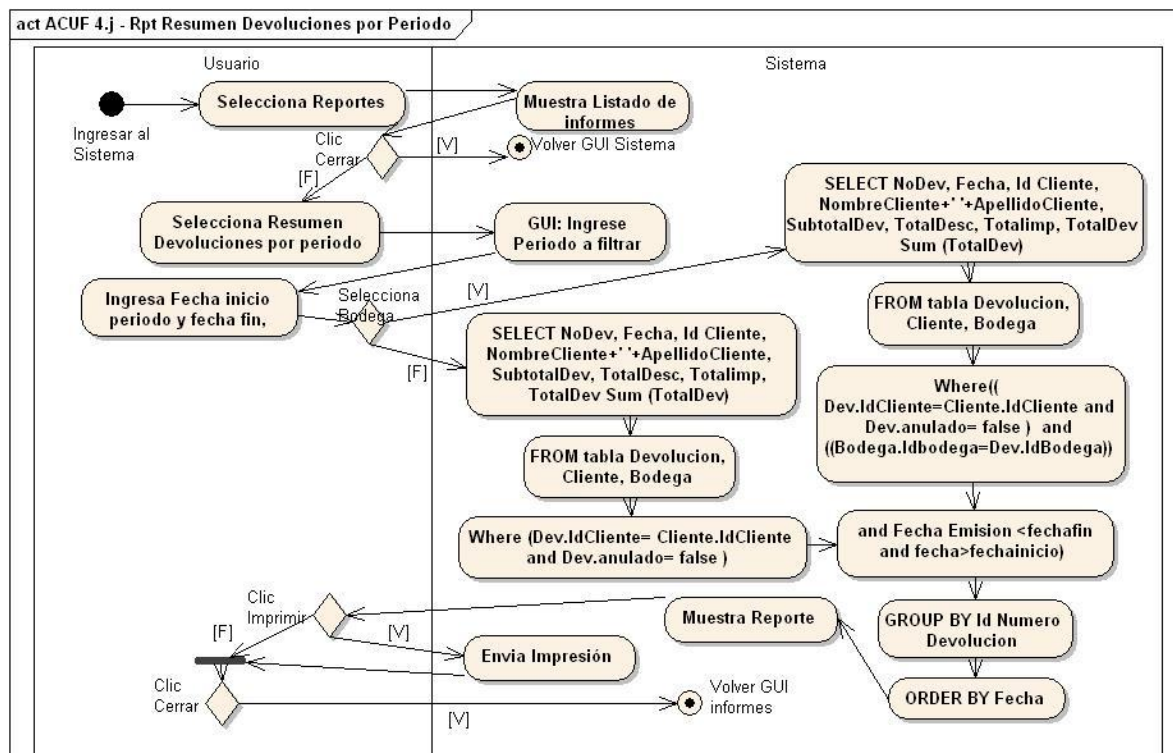 act ACUF 4.j - Rpt Resumen Devoluciones por Periodo
Usuario
Sistema
Ingresar al
Sistema
Selecciona Reportes
Muestra Listado de
informes
Clic
Cerrar
[V]
Volver GUI Sistema
[F]
Selecciona Resumen
Devoluciones por periodo
GUI: Ingrese
Periodo a filtrar
Ingresa Fecha inicio
periodo y fecha fin,
Selecciona
Bodega
[V]
[F]
SELECT NoDev, Fecha, Id Cliente,
NombreCliente+' '+ApellidoCliente,
SubtotalDev, TotalDesc, Totalimp, TotalDev
Sum (TotalDev)
FROM tabla Devolucion,
Cliente, Bodega
Where((
Dev.IdCliente=Cliente.IdCliente and
Dev.anulado= false ) and
((Bodega.Idbodega=Dev.IdBodega))
SELECT NoDev, Fecha, Id Cliente,
NombreCliente+' '+ApellidoCliente,
SubtotalDev, TotalDesc, Totalimp,
TotalDev Sum (TotalDev)
FROM tabla Devolucion,
Cliente, Bodega
Where (Dev.IdCliente= Cliente.IdCliente
and Dev.anulado= false )
and Fecha Emision <fechafin
and fecha>fechainicio)
GROUP BY Id Numero
Devolucion
ORDER BY Fecha
Muestra Reporte
Clic
Imprimir
[F]
[V]
Envia Impresión
Clic
Cerrar
[V]
Volver GUI
informes